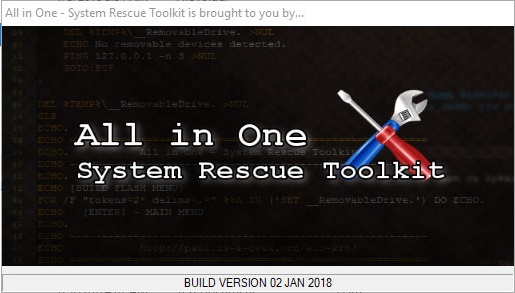 All in One - System Rescue Toolkit is brought to you by...
DEL %TEMP%\__RemovableDrive. >NUL
ECHO No removable devices detected.
PING 127.0.0.1 -n 3 >NUL
GOTO:EOF
DEL %TEMP%\__RemovableDrive. >NUL
CLS
ECHO.
All in One
System Rescue Toolkit
ECHO [BUILD FLASH MENU]
FOR /F "tokens=2* delims=.=" %%A IN ('SET __RemovableDrive.') DO ECHO.
ECHO [ENTER] - MAIN MENU
ECHO.
ECHO
ECHO http://paul.is-a-geek.org/aio-srt/
ECHO
BUILD VERSION 02 JAN 2018